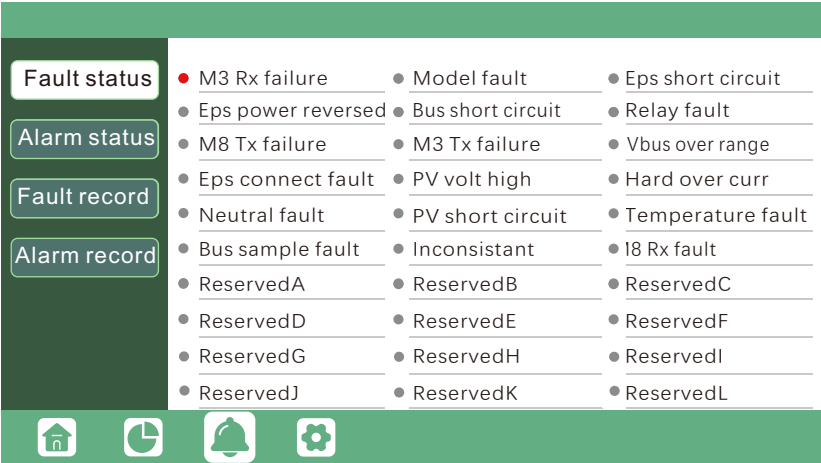 Fault status
Alarm status
Fault record
Alarm record
M3 Rx failure Model fault Eps short circuit
Eps power reversed Bus short circuit Relay fault
M8 Tx failure M3 Tx failure Vbus over range
Eps connect fault PV volt high Hard over curr
Neutral fault PV short circuit Temperature fault
Bus sample fault Inconsistant 18 Rx fault
ReservedA ReservedB ReservedC
ReservedD ReservedE ReservedF
ReservedG ReservedH ReservedI
ReservedJ ReservedK ReservedL